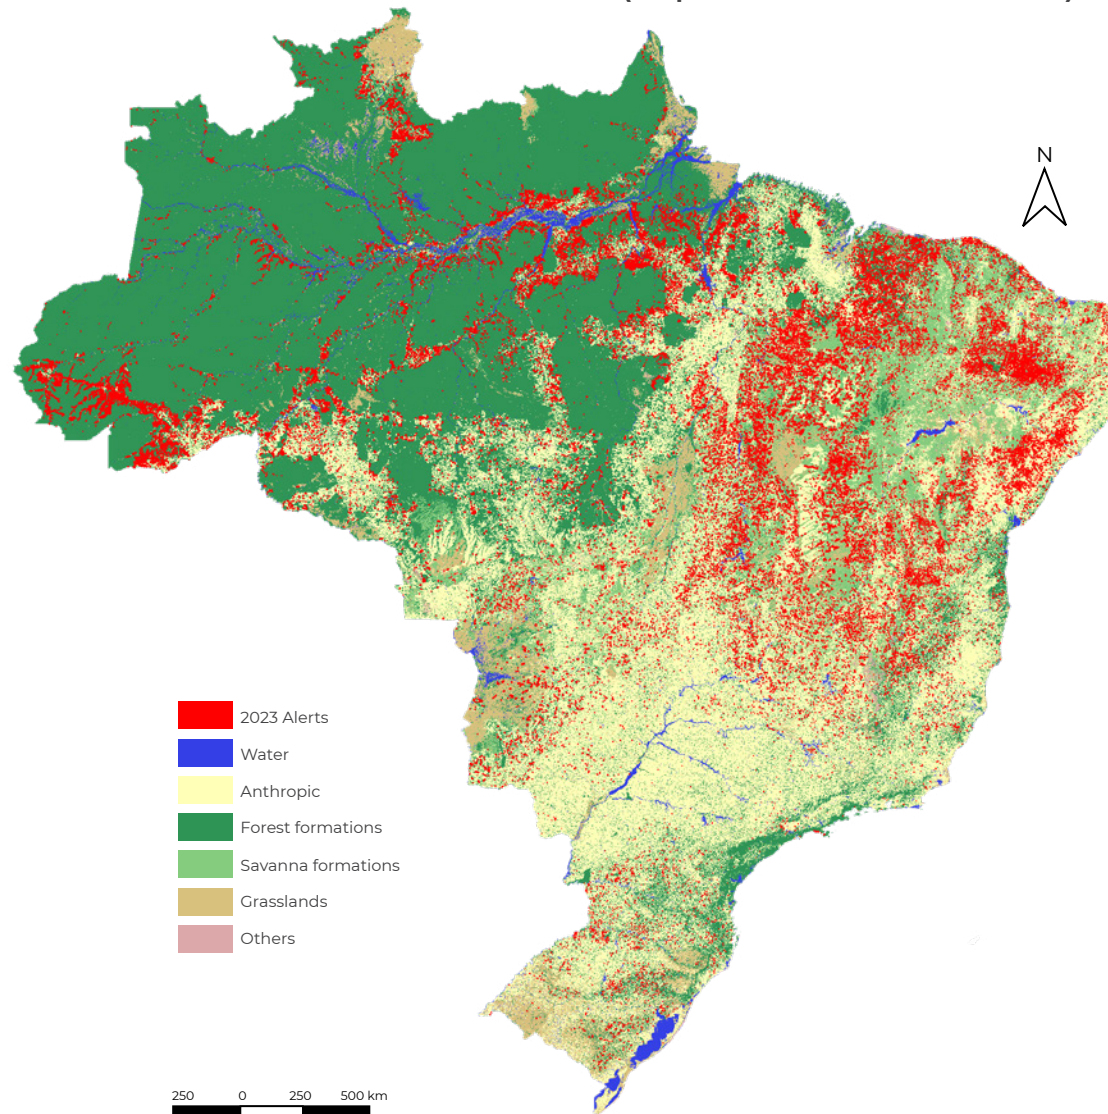 N
2023 Alerts
Water
Anthropic
Forest formations
Savanna formations
Grasslands
Others
250 0 250 500 km